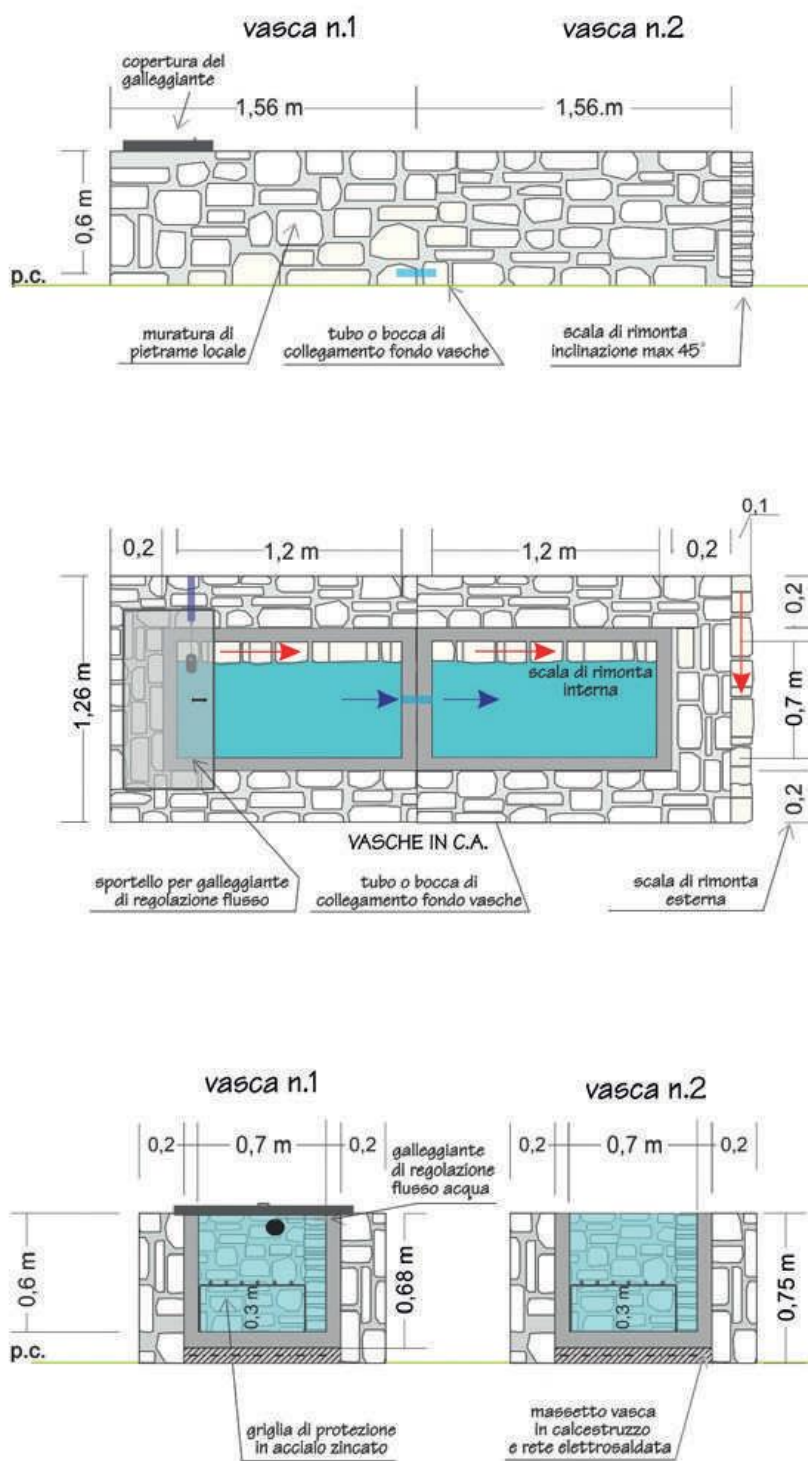 vasca n.1
vasca n.2
copertura del
galleggiante
1,56 m
1,56.m
0,6 m
p.c.
muratura di
pietrame locale
tubo o bocca di
collegamento fondo vasche
scala di rimonta
inclinazione max 45°
0,1
0,2
1,2 m
1,2 m
0,2
0,2
1,26 m
scala di rimonta
interna
0,7 m
0,2
VASCHE IN C.A.
sportello per galleggiante
di regolazione flusso
tubo o bocca di
collegamento fondo vasche
scala di rimonta
esterna
vasca n.1
vasca n.2
0,2
0,7 m
0,2
0,2
0,7 m
0,2
galleggiante
di regolazione
flusso acqua
0,6 m
0,3 m
0,68 m
0,3 m
0,75 m
p.c.
griglia di protezione
in acciaio zincato
massetto vasca
in calcestruzzo
e rete elettrosaldata